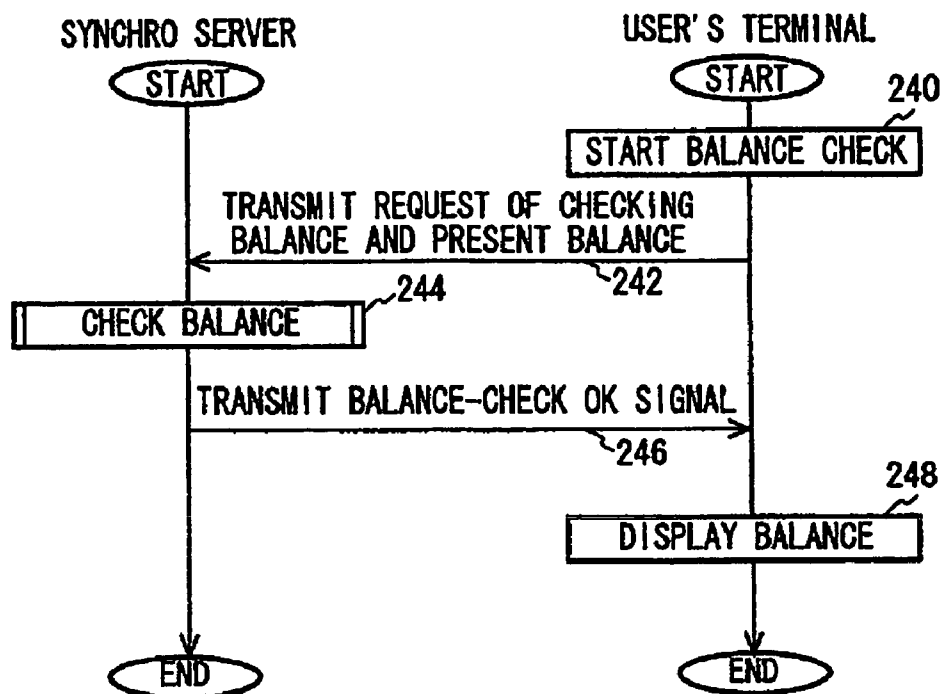 SYNCHRO SERVER
USER'S TERMINAL
START
START
240
START BALANCE CHECK
TRANSMIT REQUEST OF CHECKING
BALANCE AND PRESENT BALANCE
242
244
CHECK BALANCE
TRANSMIT BALANCE-CHECK OK SIGNAL
246
248
DISPLAY BALANCE
END
END